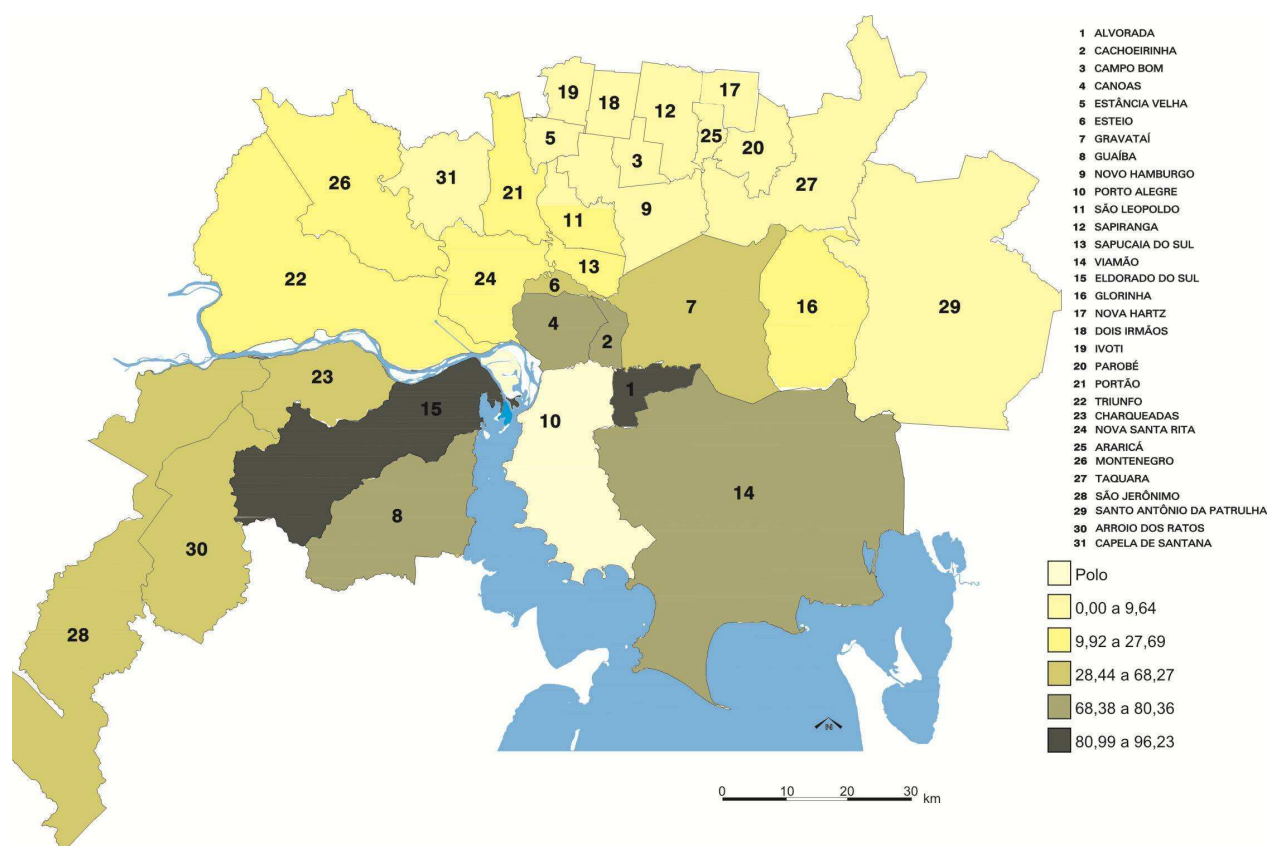 1 ALVORADA
2 CACHOEIRINHA
3 CAMPO BOM
4 CANOAS
5 ESTÂNCIA VELHA
6 ESTEIO
7 GRAVATAÍ
8 GUAÍBA
9 NOVO HAMBURGO
10 PORTO ALEGRE
11 SÃO LEOPOLDO
12 SAPIRANGA
13 SAPUCAIA DO SUL
14 VIAMÃO
15 ELDORADO DO SUL
16 GLORINHA
17 NOVA HARTZ
18 DOIS IRMÃOS
19 IVOTI
20 PAROBÉ
21 PORTÃO
22 TRIUNFO
23 CHARQUEADAS
24 NOVA SANTA RITA
25 ARARICÁ
26 MONTENEGRO
27 TAQUARA
28 SÃO JERÔNIMO
29 SANTO ANTÔNIO DA PATRULHA
30 ARROIO DOS RATOS
31 CAPELA DE SANTANA
Polo
0,00 a 9,64
9,92 a 27,69
28,44 a 68,27
68,38 a 80,36
80,99 a 96,23
19
18
17
12
5
25
20
3
31
26
21
27
9
11
13
24
22
6
7
16
29
4
2
23
1
15
10
14
8
30
28
N
0 10 20 30 km